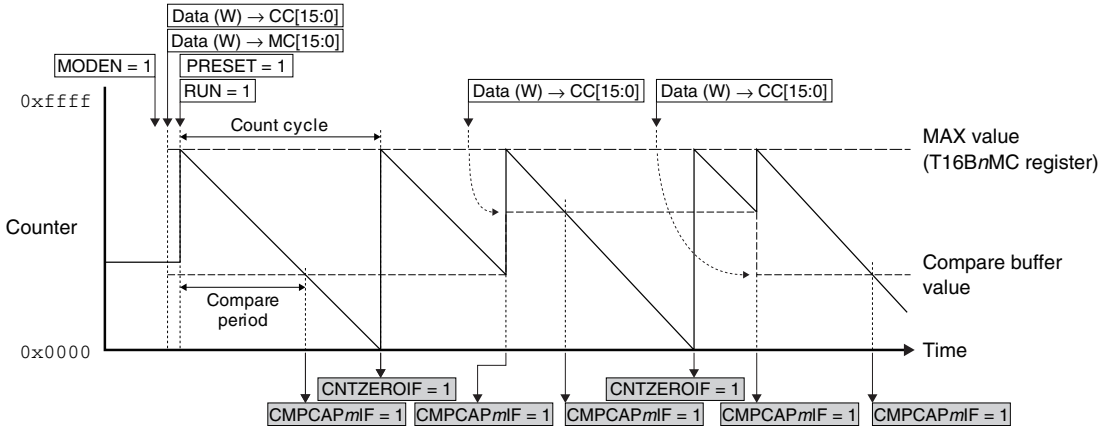 Data (W) → CC[15:0]
Data (W) → MC[15:0]
MODEN = 1
PRESET = 1
RUN = 1
Data (W) → CC[15:0]
Data (W) → CC[15:0]
0xffff
Count cycle
MAX value
(T16BnMC register)
Counter
Compare
period
Compare buffer
value
0x0000
Time
CNTZEROIF = 1
CNTZEROIF = 1
CMPCAPmIF = 1
CMPCAPmIF = 1
CMPCAPmIF = 1
CMPCAPmIF = 1
CMPCAPmIF = 1